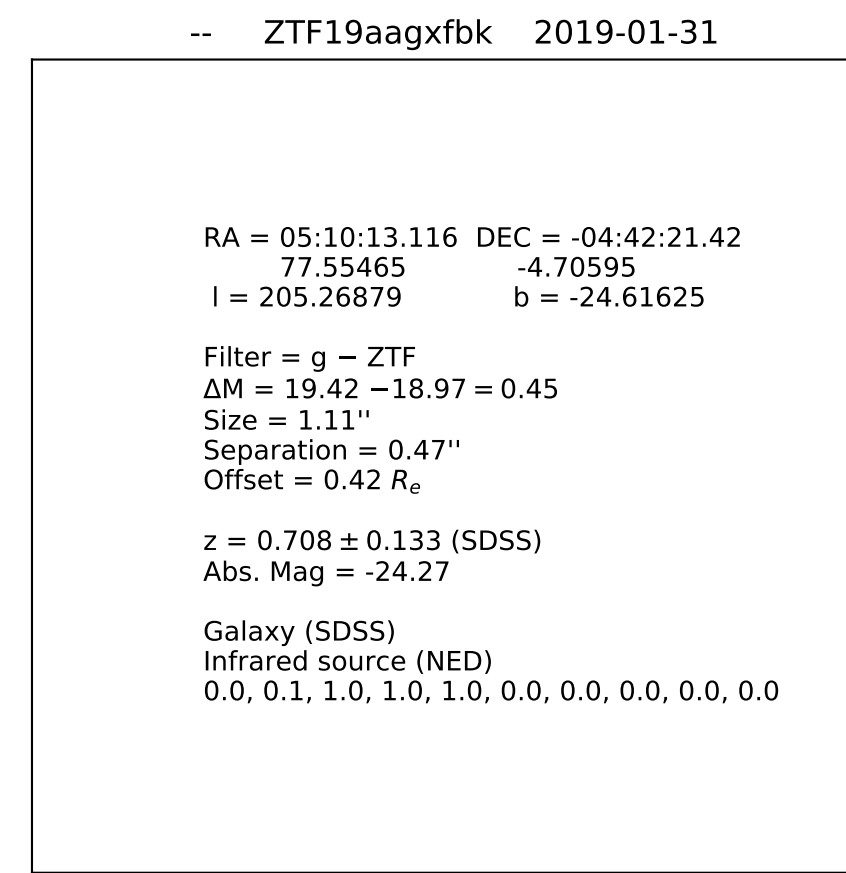 -- ZTF19aagxfbk 2019-01-31
RA = 05:10:13.116 DEC = -04:42:21.42
77.55465 -4.70595
l = 205.26879 b = -24.61625
Filter = g − ZTF
ΔM = 19.42 −18.97 = 0.45
Size = 1.11''
Separation = 0.47''
Offset = 0.42 Re
z = 0.708 ± 0.133 (SDSS)
Abs. Mag = -24.27
Galaxy (SDSS)
Infrared source (NED)
0.0, 0.1, 1.0, 1.0, 1.0, 0.0, 0.0, 0.0, 0.0, 0.0